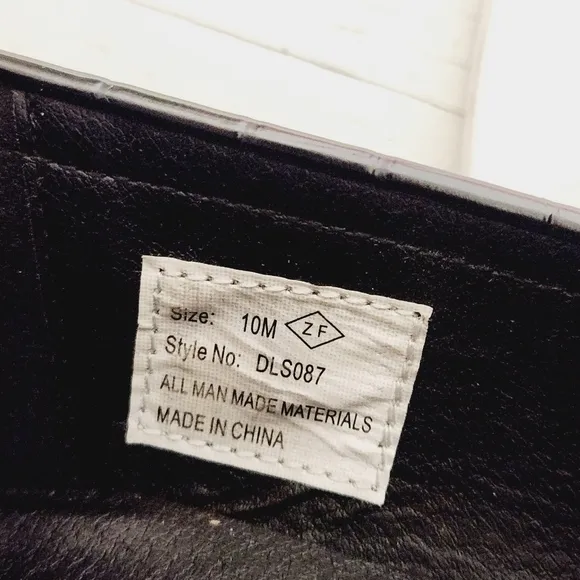 Size: 10M ZF
Style No: DLS087
ALL MAN MADE MATERIALS
MADE IN CHINA